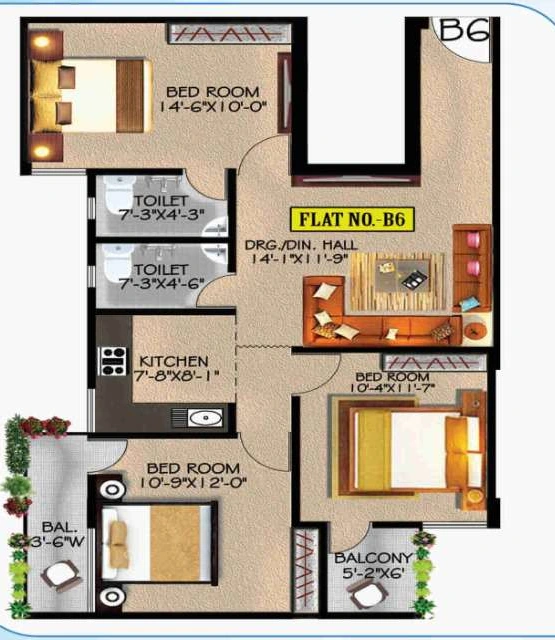 B6
BED ROOM
14'-6"X10'-0"
TOILET
7'-3"X4'-3"
FLAT NO.-B6
DRG./DIN. HALL
14'-1"X11'-9"
TOILET
7'-3"X4'-6"
KITCHEN
7'-8"X8'-1"
BED ROOM
10'-4"X11'-7"
BED ROOM
10'-9"X12'-0"
BAL.
3'-6"W
BALCONY
5'-2"X6'